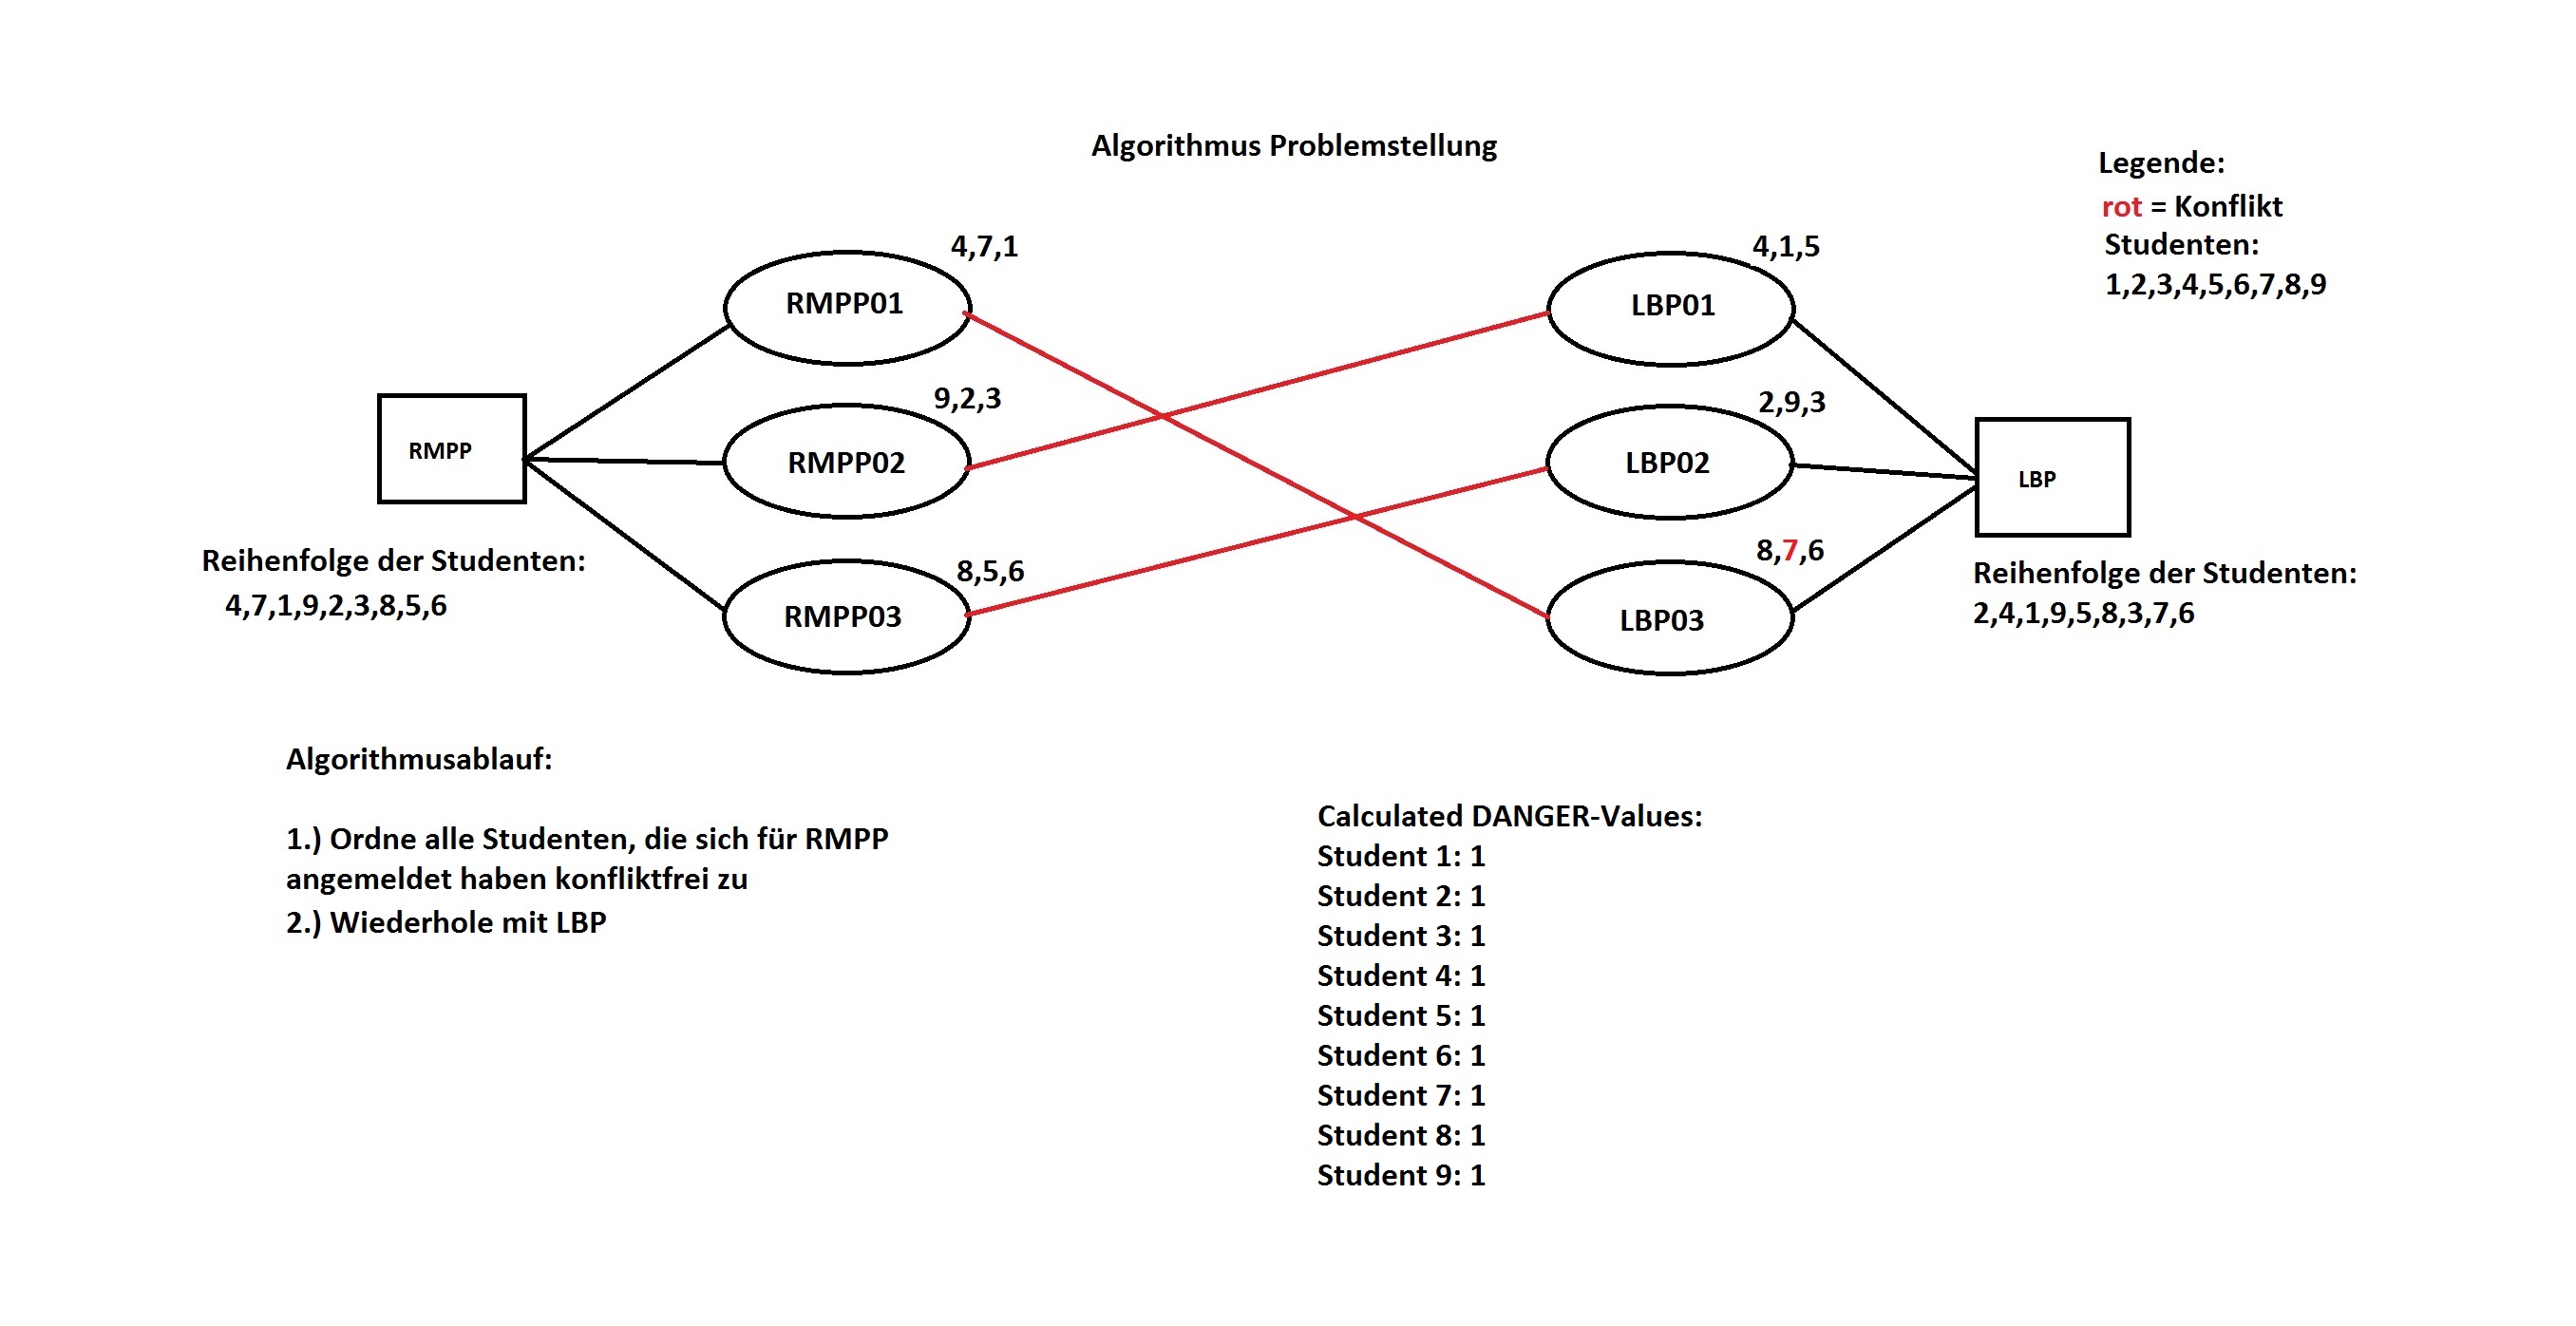 Algorithmus Problemstellung
Legende:
rot = Konflikt
Studenten:
1,2,3,4,5,6,7,8,9
4,7,1
4,1,5
RMPP01
LBP01
9,2,3
2,9,3
RMPP
RMPP02
LBP02
LBP
8,5,6
8,7,6
RMPP03
LBP03
Reihenfolge der Studenten:
4,7,1,9,2,3,8,5,6
Reihenfolge der Studenten:
2,4,1,9,5,8,3,7,6
Algorithmusablauf:
1.) Ordne alle Studenten, die sich für RMPP
angemeldet haben konfliktfrei zu
2.) Wiederhole mit LBP
Calculated DANGER-Values:
Student 1: 1
Student 2: 1
Student 3: 1
Student 4: 1
Student 5: 1
Student 6: 1
Student 7: 1
Student 8: 1
Student 9: 1